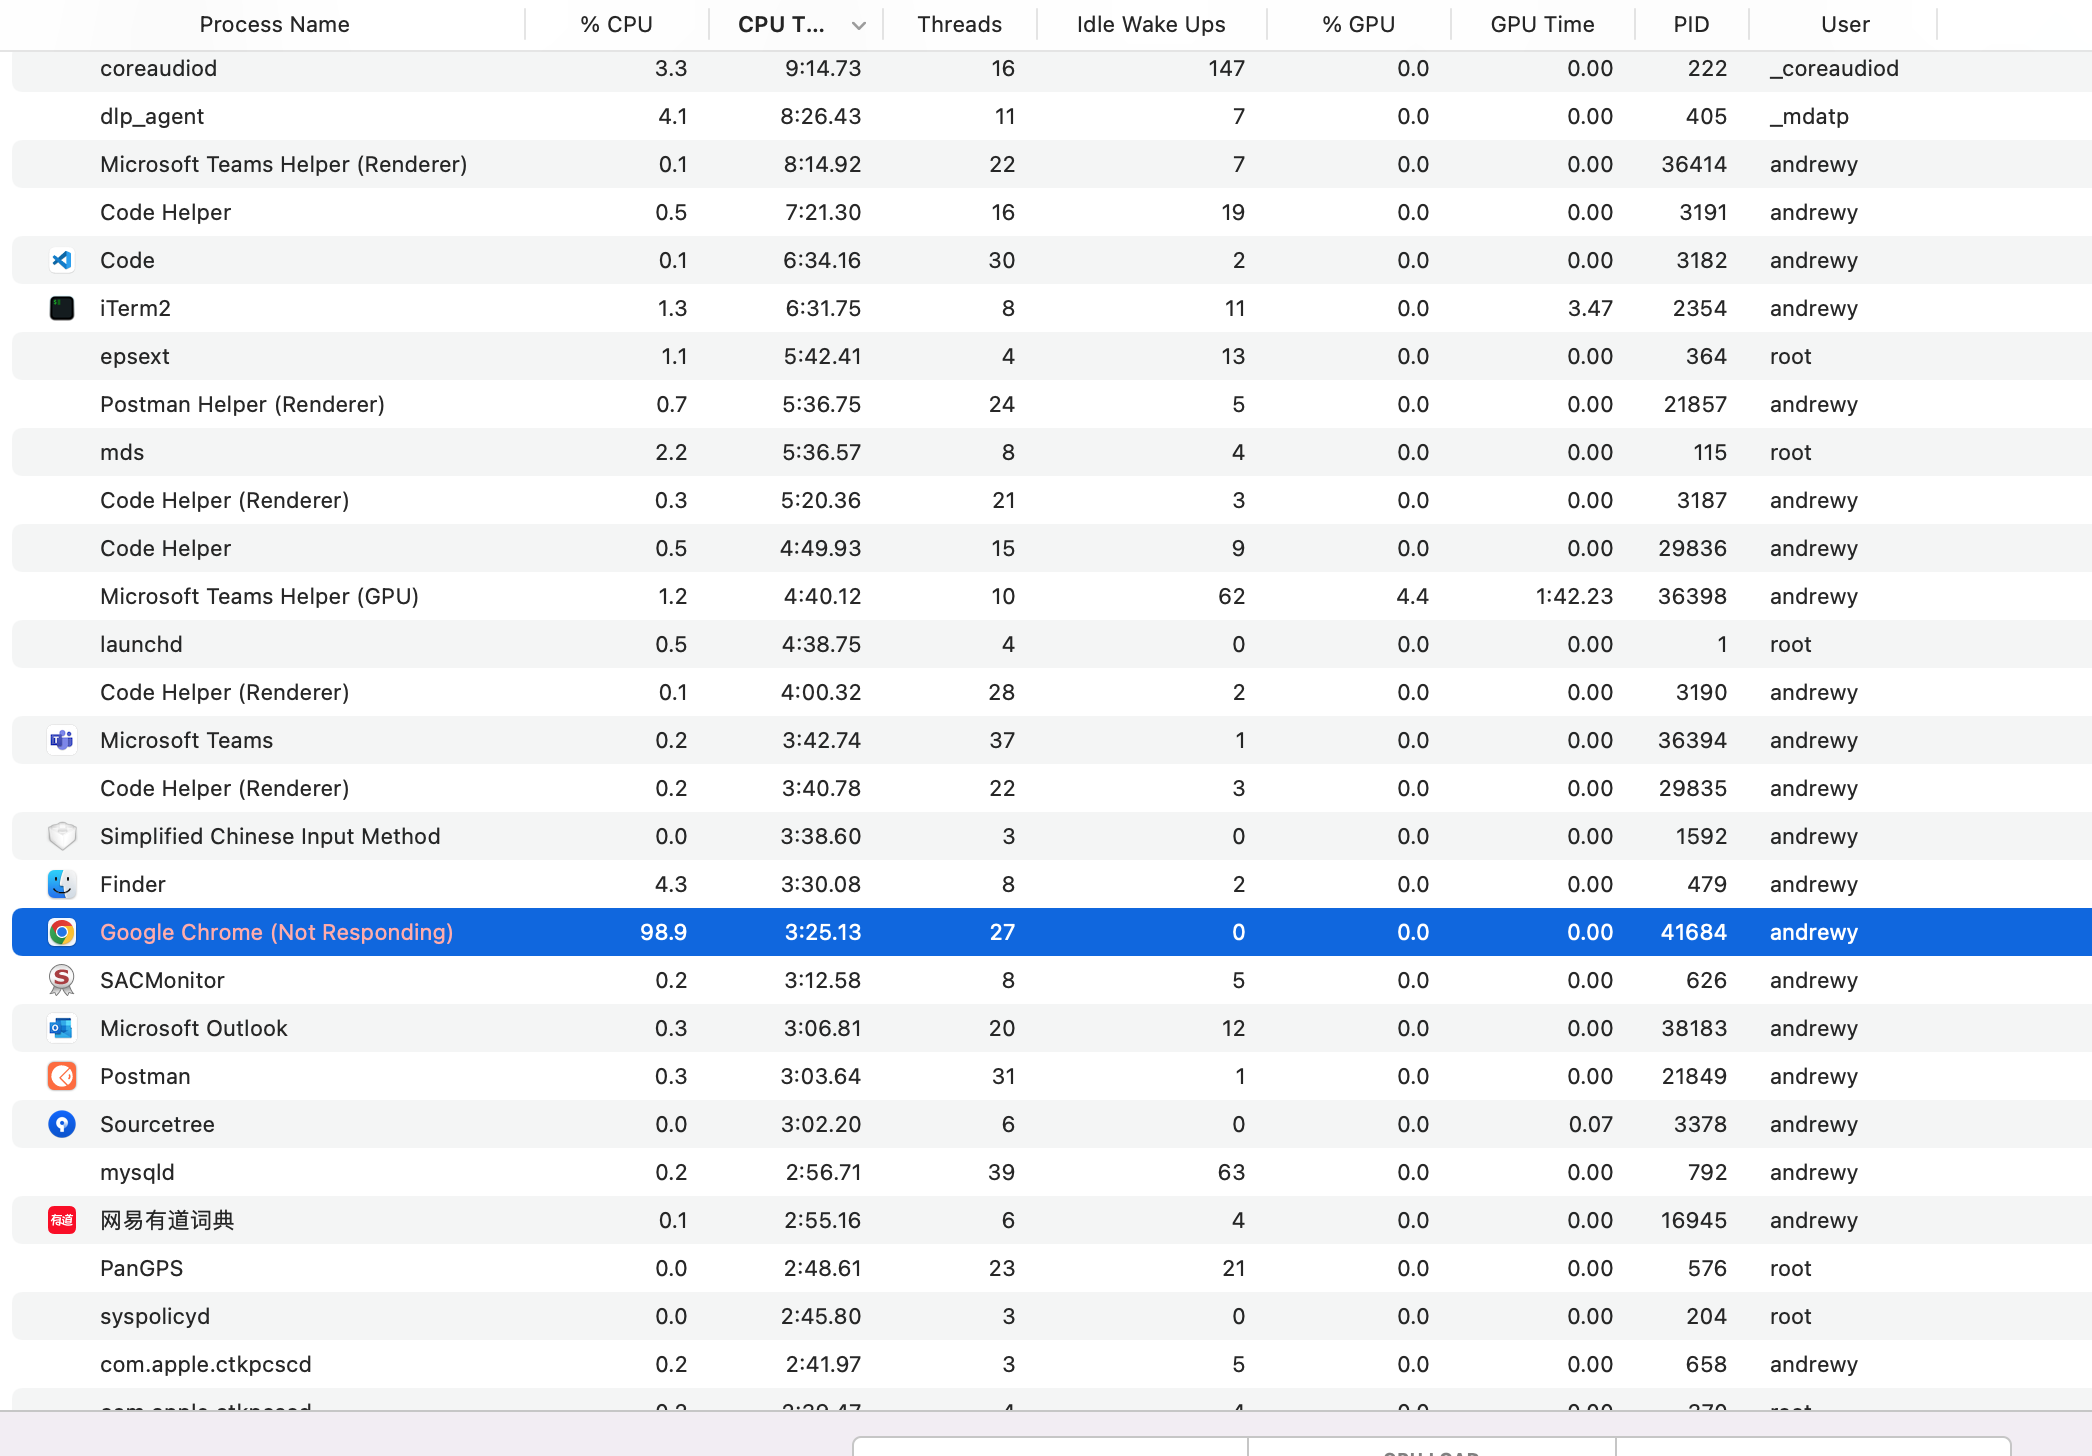 Process Name % CPU CPU T... Threads Idle Wake Ups % GPU GPU Time PID User
coreaudiod 3.3 9:14.73 16 147 0.0 0.00 222 _coreaudiod
dlp_agent 4.1 8:26.43 11 7 0.0 0.00 405 _mdatp
Microsoft Teams Helper (Renderer) 0.1 8:14.92 22 7 0.0 0.00 36414 andrewy
Code Helper 0.5 7:21.30 16 19 0.0 0.00 3191 andrewy
Code 0.1 6:34.16 30 2 0.0 0.00 3182 andrewy
iTerm2 1.3 6:31.75 8 11 0.0 3.47 2354 andrewy
epsext 1.1 5:42.41 4 13 0.0 0.00 364 root
Postman Helper (Renderer) 0.7 5:36.75 24 5 0.0 0.00 21857 andrewy
mds 2.2 5:36.57 8 4 0.0 0.00 115 root
Code Helper (Renderer) 0.3 5:20.36 21 3 0.0 0.00 3187 andrewy
Code Helper 0.5 4:49.93 15 9 0.0 0.00 29836 andrewy
Microsoft Teams Helper (GPU) 1.2 4:40.12 10 62 4.4 1:42.23 36398 andrewy
launchd 0.5 4:38.75 4 0 0.0 0.00 1 root
Code Helper (Renderer) 0.1 4:00.32 28 2 0.0 0.00 3190 andrewy
Microsoft Teams 0.2 3:42.74 37 1 0.0 0.00 36394 andrewy
Code Helper (Renderer) 0.2 3:40.78 22 3 0.0 0.00 29835 andrewy
Simplified Chinese Input Method 0.0 3:38.60 3 0 0.0 0.00 1592 andrewy
Finder 4.3 3:30.08 8 2 0.0 0.00 479 andrewy
Google Chrome (Not Responding) 98.9 3:25.13 27 0 0.0 0.00 41684 andrewy
SACMonitor 0.2 3:12.58 8 5 0.0 0.00 626 andrewy
Microsoft Outlook 0.3 3:06.81 20 12 0.0 0.00 38183 andrewy
Postman 0.3 3:03.64 31 1 0.0 0.00 21849 andrewy
Sourcetree 0.0 3:02.20 6 0 0.0 0.07 3378 andrewy
mysqld 0.2 2:56.71 39 63 0.0 0.00 792 andrewy
有道 网易有道词典 0.1 2:55.16 6 4 0.0 0.00 16945 andrewy
PanGPS 0.0 2:48.61 23 21 0.0 0.00 576 root
syspolicyd 0.0 2:45.80 3 0 0.0 0.00 204 root
com.apple.ctkpcscd 0.2 2:41.97 3 5 0.0 0.00 658 andrewy